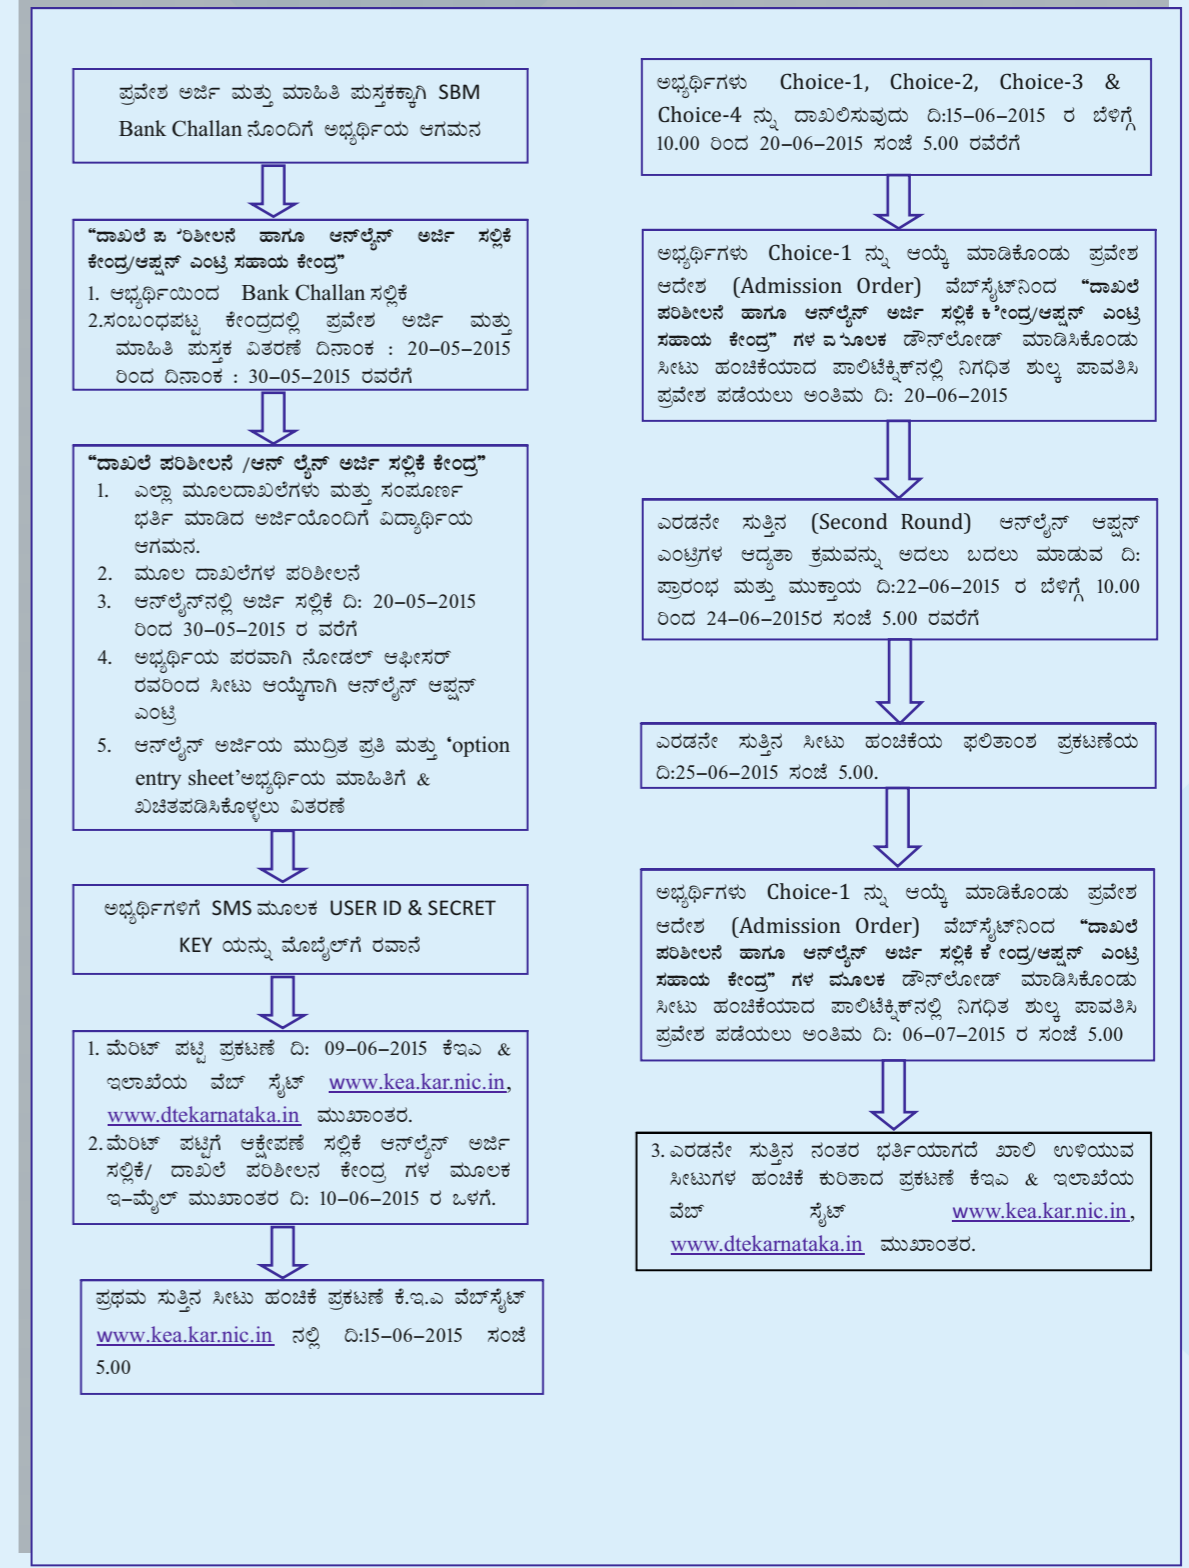 ಪ್ರವೇಶ ಅರ್ಜಿ ಮತ್ತು ಮಾಹಿತಿ ಪುಸ್ತಕಕ್ಕಾಗಿ SBM
Bank Challan ನೊಂದಿಗೆ ಅಭ್ಯರ್ಥಿಯ ಆಗಮನ
“ದಾಖಲೆ ಪರಿಶೀಲನೆ ಹಾಗೂ ಆನ್‌ಲೈನ್ ಅರ್ಜಿ ಸಲ್ಲಿಕೆ
ಕೇಂದ್ರ/ಆಪ್ಷನ್ ಎಂಟ್ರಿ ಸಹಾಯ ಕೇಂದ್ರ”
1. ಆಭ್ಯರ್ಥಿಯಿಂದ Bank Challan ಸಲ್ಲಿಕೆ
2.ಸಂಬಂಧಪಟ್ಟ ಕೇಂದ್ರದಲ್ಲಿ ಪ್ರವೇಶ ಅರ್ಜಿ ಮತ್ತು
ಮಾಹಿತಿ ಪುಸ್ತಕ ವಿತರಣೆ ದಿನಾಂಕ : 20–05–2015
ರಿಂದ ದಿನಾಂಕ : 30–05–2015 ರವರೆಗೆ
“ದಾಖಲೆ ಪರಿಶೀಲನೆ /ಆನ್ ಲೈನ್ ಅರ್ಜಿ ಸಲ್ಲಿಕೆ ಕೇಂದ್ರ”
1. ಎಲ್ಲಾ ಮೂಲದಾಖಲೆಗಳು ಮತ್ತು ಸಂಪೂರ್ಣ
ಭರ್ತಿ ಮಾಡಿದ ಅರ್ಜಿಯೊಂದಿಗೆ ವಿದ್ಯಾರ್ಥಿಯ
ಆಗಮನ.
2. ಮೂಲ ದಾಖಲೆಗಳ ಪರಿಶೀಲನೆ
3. ಆನ್‌ಲೈನ್‌ನಲ್ಲಿ ಅರ್ಜಿ ಸಲ್ಲಿಕೆ ದಿ: 20–05–2015
ರಿಂದ 30–05–2015 ರ ವರೆಗೆ
4. ಅಭ್ಯರ್ಥಿಯ ಪರವಾಗಿ ನೋಡಲ್ ಆಫೀಸರ್
ರವರಿಂದ ಸೀಟು ಆಯ್ಕೆಗಾಗಿ ಆನ್‌ಲೈನ್ ಆಪ್ಷನ್
ಎಂಟ್ರಿ
5. ಆನ್‌ಲೈನ್ ಅರ್ಜಿಯ ಮುದ್ರಿತ ಪ್ರತಿ ಮತ್ತು ‘option
entry sheet’ಅಭ್ಯರ್ಥಿಯ ಮಾಹಿತಿಗೆ &
ಖಚಿತಪಡಿಸಿಕೊಳ್ಳಲು ವಿತರಣೆ
ಅಭ್ಯರ್ಥಿಗಳಿಗೆ SMS ಮೂಲಕ USER ID & SECRET
KEY ಯನ್ನು ಮೊಬೈಲ್‌ಗೆ ರವಾನೆ
1. ಮೆರಿಟ್ ಪಟ್ಟಿ ಪ್ರಕಟಣೆ ದಿ: 09–06–2015 ಕೆಇಎ &
ಇಲಾಖೆಯ ವೆಬ್ ಸೈಟ್ www.kea.kar.nic.in,
www.dtekarnataka.in ಮುಖಾಂತರ.
2. ಮೆರಿಟ್ ಪಟ್ಟಿಗೆ ಆಕ್ಷೇಪಣೆ ಸಲ್ಲಿಕೆ ಆನ್‌ಲೈನ್ ಅರ್ಜಿ
ಸಲ್ಲಿಕೆ/ ದಾಖಲೆ ಪರಿಶೀಲನ ಕೇಂದ್ರ ಗಳ ಮೂಲಕ
ಇ–ಮೈಲ್ ಮುಖಾಂತರ ದಿ: 10–06–2015 ರ ಒಳಗೆ.
ಪ್ರಥಮ ಸುತ್ತಿನ ಸೀಟು ಹಂಚಿಕೆ ಪ್ರಕಟಣೆ ಕೆ.ಇ.ಎ ವೆಬ್‌ಸೈಟ್
www.kea.kar.nic.in ನಲ್ಲಿ ದಿ:15–06–2015 ಸಂಜೆ
5.00
ಅಭ್ಯರ್ಥಿಗಳು Choice-1, Choice-2, Choice-3 &
Choice-4 ನ್ನು ದಾಖಲಿಸುವುದು ದಿ:15–06–2015 ರ ಬೆಳಿಗ್ಗೆ
10.00 ರಿಂದ 20–06–2015 ಸಂಜೆ 5.00 ರವೆರೆಗೆ
ಅಭ್ಯರ್ಥಿಗಳು Choice-1 ನ್ನು ಆಯ್ಕೆ ಮಾಡಿಕೊಂಡು ಪ್ರವೇಶ
ಆದೇಶ (Admission Order) ವೆಬ್‌ಸೈಟ್‌ನಿಂದ “ದಾಖಲೆ
ಪರಿಶೀಲನೆ ಹಾಗೂ ಆನ್‌ಲೈನ್ ಅರ್ಜಿ ಸಲ್ಲಿಕೆ ಕೇಂದ್ರ/ಆಪ್ಷನ್ ಎಂಟ್ರಿ
ಸಹಾಯ ಕೇಂದ್ರ” ಗಳ ಮೂಲಕ ಡೌನ್‌ಲೋಡ್ ಮಾಡಿಸಿಕೊಂಡು
ಸೀಟು ಹಂಚಿಕೆಯಾದ ಪಾಲಿಟೆಕ್ನಿಕ್‌ನಲ್ಲಿ ನಿಗಧಿತ ಶುಲ್ಕ ಪಾವತಿಸಿ
ಪ್ರವೇಶ ಪಡೆಯಲು ಅಂತಿಮ ದಿ: 20–06–2015
ಎರಡನೇ ಸುತ್ತಿನ (Second Round) ಆನ್‌ಲೈನ್ ಆಪ್ಷನ್
ಎಂಟ್ರಿಗಳ ಆದ್ಯತಾ ಕ್ರಮವನ್ನು ಅದಲು ಬದಲು ಮಾಡುವ ದಿ:
ಪ್ರಾರಂಭ ಮತ್ತು ಮುಕ್ತಾಯ ದಿ:22–06–2015 ರ ಬೆಳಿಗ್ಗೆ 10.00
ರಿಂದ 24–06–2015ರ ಸಂಜೆ 5.00 ರವರೆಗೆ
ಎರಡನೇ ಸುತ್ತಿನ ಸೀಟು ಹಂಚಿಕೆಯ ಫಲಿತಾಂಶ ಪ್ರಕಟಣೆಯ
ದಿ:25–06–2015 ಸಂಜೆ 5.00.
ಅಭ್ಯರ್ಥಿಗಳು Choice-1 ನ್ನು ಆಯ್ಕೆ ಮಾಡಿಕೊಂಡು ಪ್ರವೇಶ
ಆದೇಶ (Admission Order) ವೆಬ್‌ಸೈಟ್‌ನಿಂದ “ದಾಖಲೆ
ಪರಿಶೀಲನೆ ಹಾಗೂ ಆನ್‌ಲೈನ್ ಅರ್ಜಿ ಸಲ್ಲಿಕೆ ಕೇಂದ್ರ/ಆಪ್ಷನ್ ಎಂಟ್ರಿ
ಸಹಾಯ ಕೇಂದ್ರ” ಗಳ ಮೂಲಕ ಡೌನ್‌ಲೋಡ್ ಮಾಡಿಸಿಕೊಂಡು
ಸೀಟು ಹಂಚಿಕೆಯಾದ ಪಾಲಿಟೆಕ್ನಿಕ್‌ನಲ್ಲಿ ನಿಗಧಿತ ಶುಲ್ಕ ಪಾವತಿಸಿ
ಪ್ರವೇಶ ಪಡೆಯಲು ಅಂತಿಮ ದಿ: 06–07–2015 ರ ಸಂಜೆ 5.00
3. ಎರಡನೇ ಸುತ್ತಿನ ನಂತರ ಭರ್ತಿಯಾಗದೆ ಖಾಲಿ ಉಳಿಯುವ
ಸೀಟುಗಳ ಹಂಚಿಕೆ ಕುರಿತಾದ ಪ್ರಕಟಣೆ ಕೆಇಎ & ಇಲಾಖೆಯ
ವೆಬ್ ಸೈಟ್ www.kea.kar.nic.in,
www.dtekarnataka.in ಮುಖಾಂತರ.